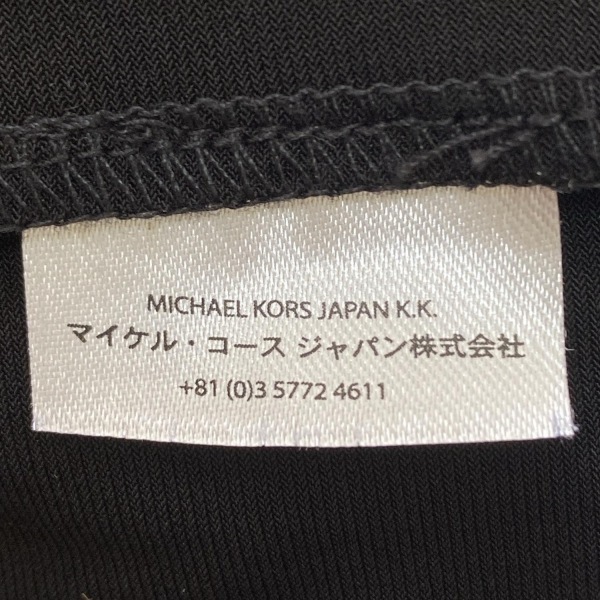 MICHAEL KORS JAPAN K.K.
マイケル・コース ジャパン株式会社
+81 (0)3 5772 4611